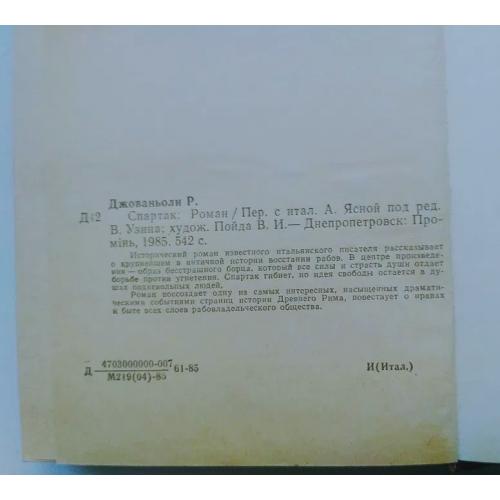 Джованьоли Р.
Д42 Спартак: Роман / Пер. с итал. А. Ясной под ред.
В. Узина; худож. Пойда В. И.— Днепропетровск: Про-
мінь, 1985. 542 с.
Исторический роман известного итальянского писателя рассказывает
о крупнейшем в античной истории восстании рабов. В центре произведе-
ния — образ бесстрашного борца, который все силы и страсть души отдает
борьбе против угнетения. Спартак гибнет, но идея свободы остается в ду-
шах подневольных людей.
Роман воссоздает одну из самых интересных, насыщенных драмати-
ческими событиями страниц истории Древнего Рима, повествует о нравах
и быте всех слоев рабовладельческого общества.
Д 4703000000-007 61-85 И(Итал.)
М219(04)-85